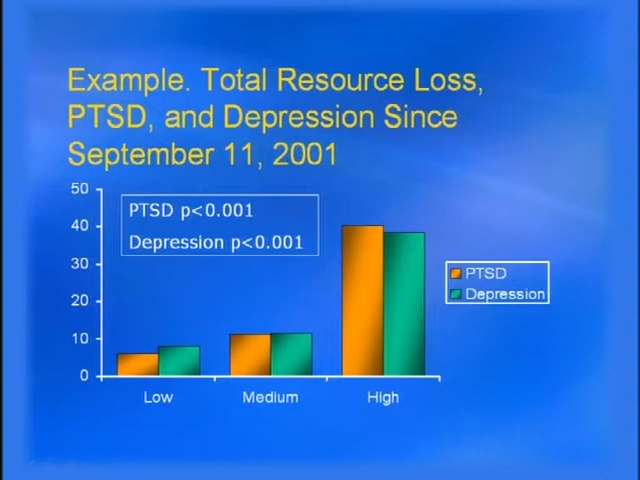 Example. Total Resource Loss,
PTSD, and Depression Since
September 11, 2001
50
40
30
20
10
0
PTSD p<0.001
Depression p<0.001
Low
Medium
High
PTSD
Depression